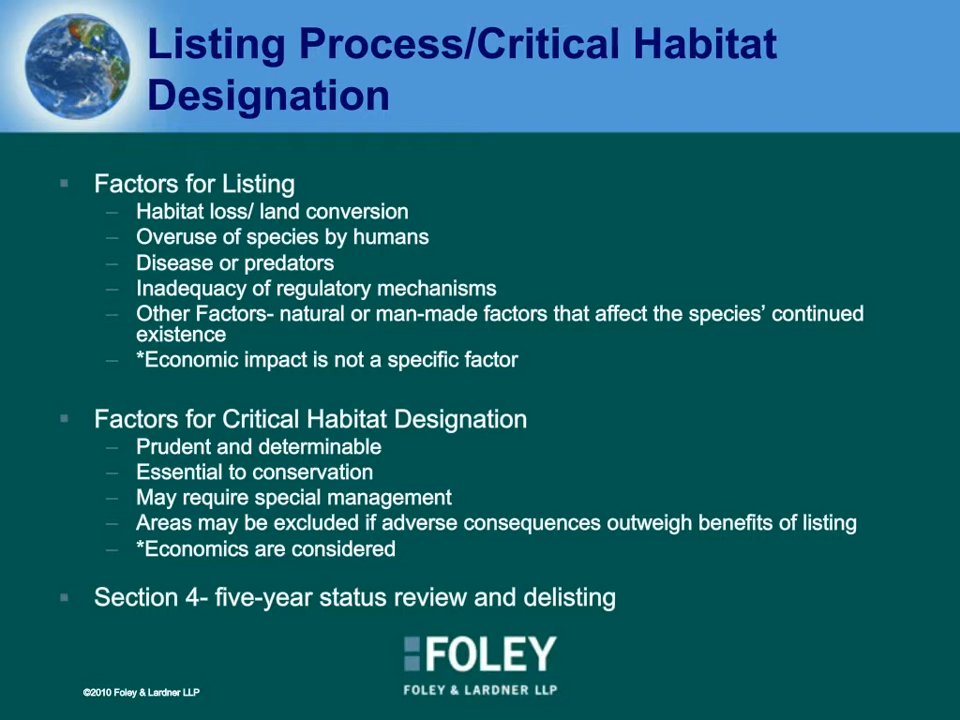 Listing Process/Critical Habitat
Designation
▪ Factors for Listing
– Habitat loss/ land conversion
– Overuse of species by humans
– Disease or predators
– Inadequacy of regulatory mechanisms
– Other Factors- natural or man-made factors that affect the species’ continued
existence
– *Economic impact is not a specific factor
▪ Factors for Critical Habitat Designation
– Prudent and determinable
– Essential to conservation
– May require special management
– Areas may be excluded if adverse consequences outweigh benefits of listing
– *Economics are considered
▪ Section 4- five-year status review and delisting
FOLEY
FOLEY & LARDNER LLP
©2010 Foley & Lardner LLP